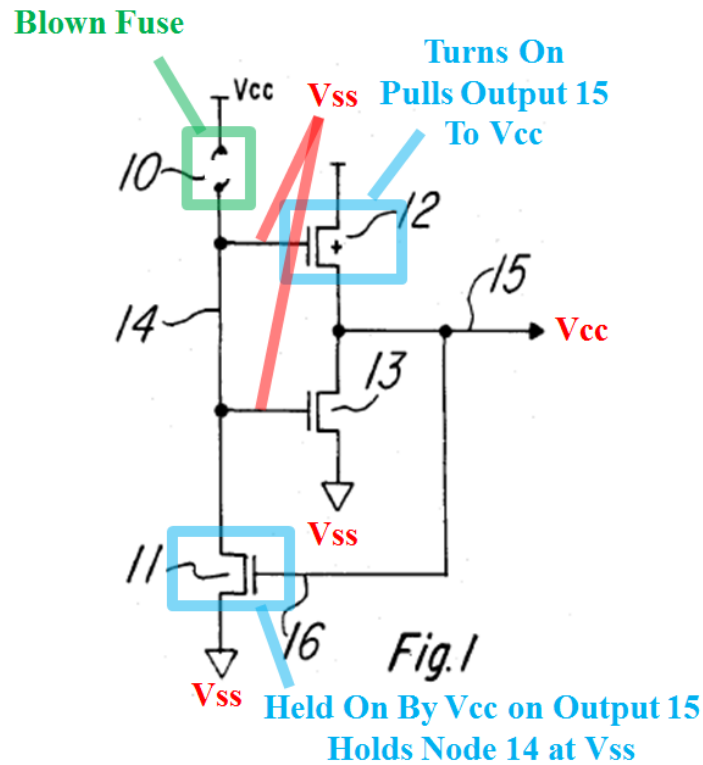 Blown Fuse
Turns On
Pulls Output 15
To Vcc
Vcc
Vss
10
12
15
14
Vcc
13
Vss
11
16
Fig.1
Vss
Held On By Vcc on Output 15
Holds Node 14 at Vss